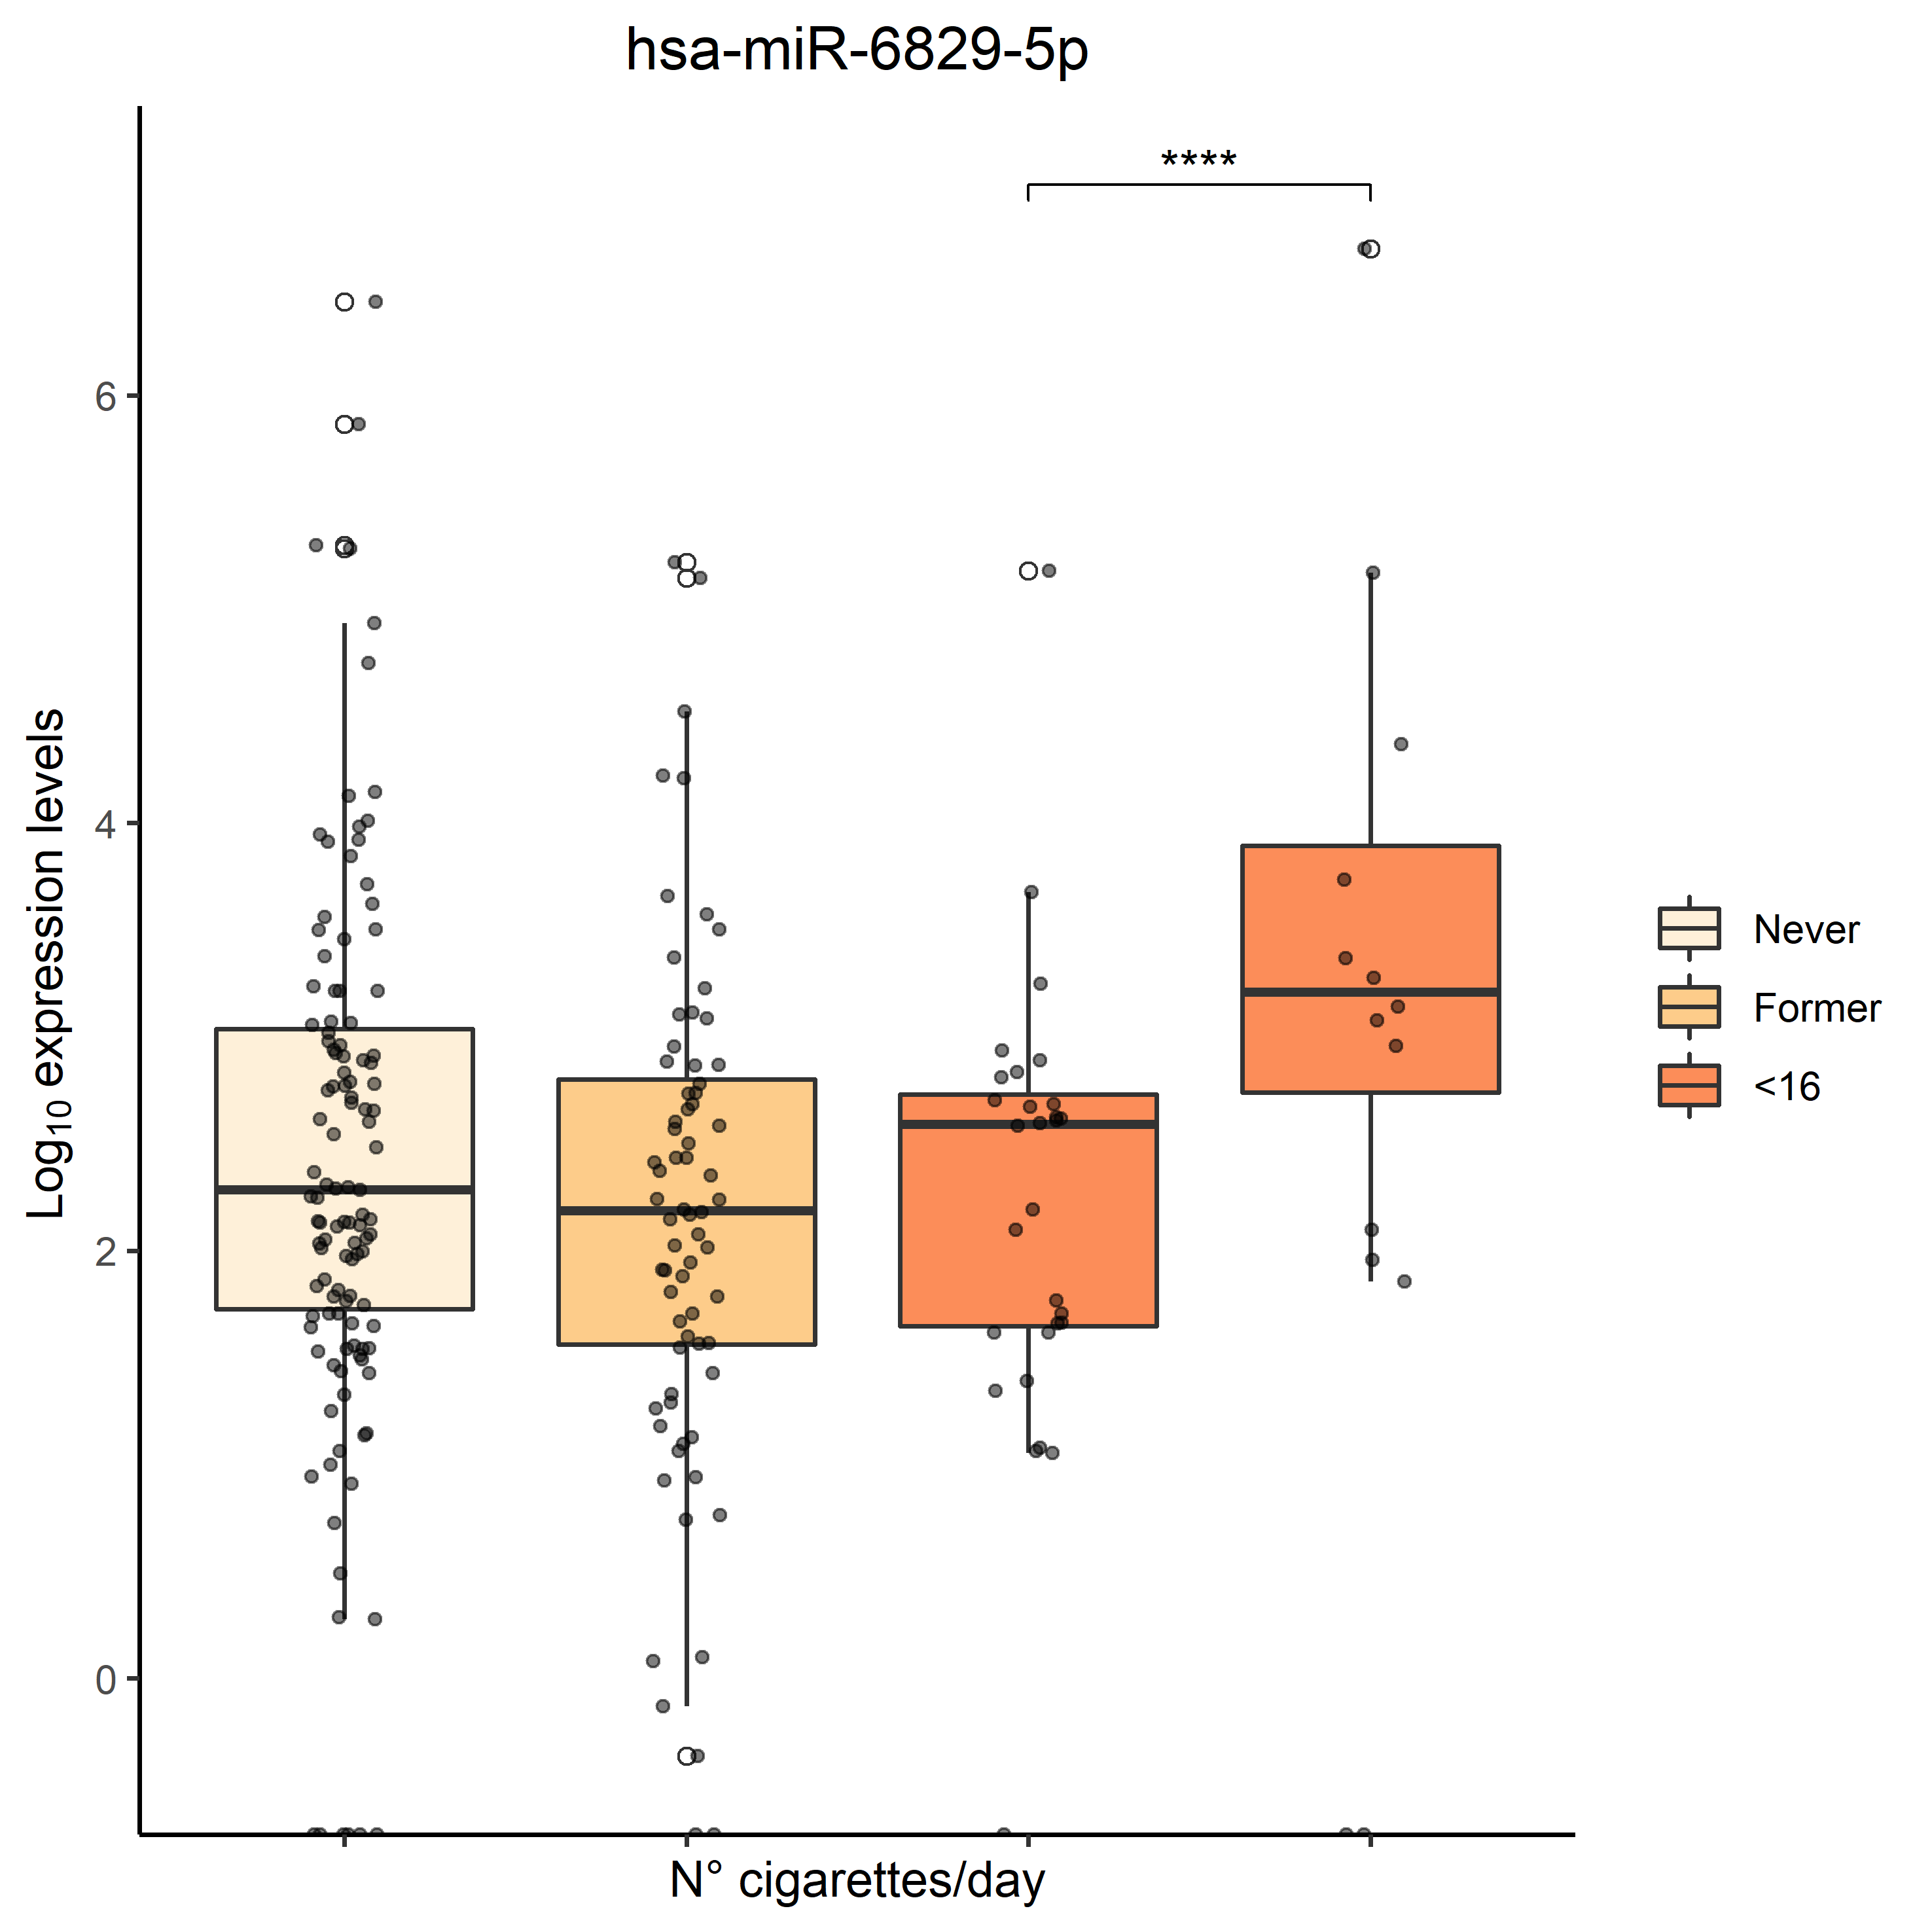 hsa-miR-6829-5p
****
6
4
2
0
Log10 expression levels
N° cigarettes/day
Never
Former
<16